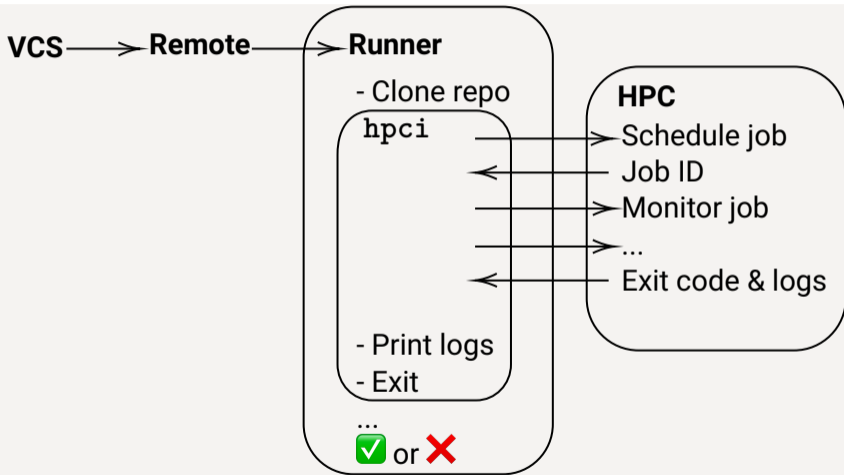 VCS Remote Runner
- Clone repo
hpci
HPC
Schedule job
Job ID
Monitor job
...
Exit code & logs
- Print logs
- Exit
...
✅ or ❌